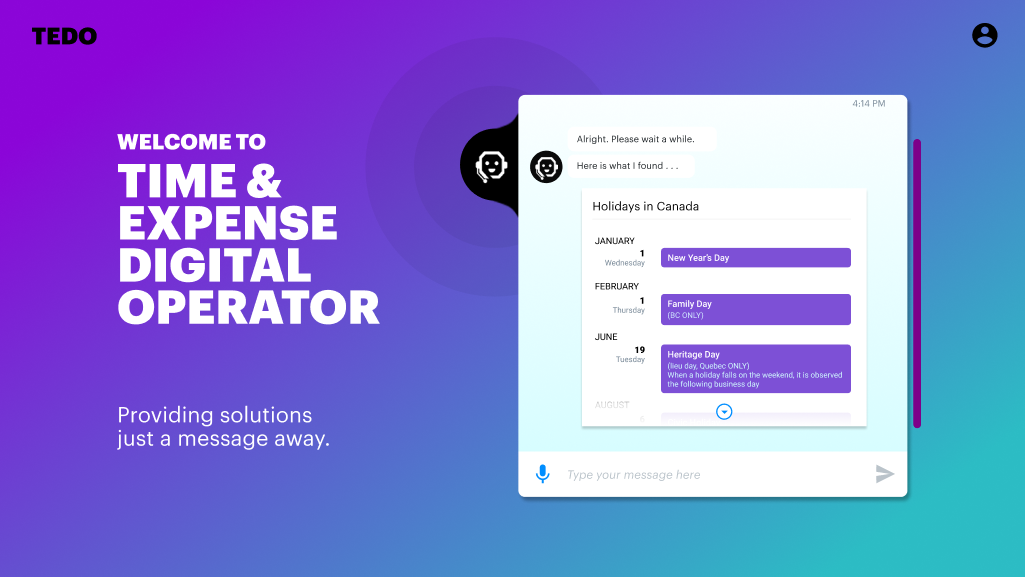 TEDO
WELCOME TO
TIME &
EXPENSE
DIGITAL
OPERATOR
Providing solutions
just a message away.
4:14 PM
Alright. Please wait a while.
Here is what I found . . .
Holidays in Canada
JANUARY
1
Wednesday
New Year's Day
FEBRUARY
1
Thursday
Family Day
(BC ONLY)
JUNE
19
Tuesday
Heritage Day
(lieu day, Quebec ONLY)
When a holiday falls on the weekend, it is observed
the following business day
AUGUST
6
Type your message here